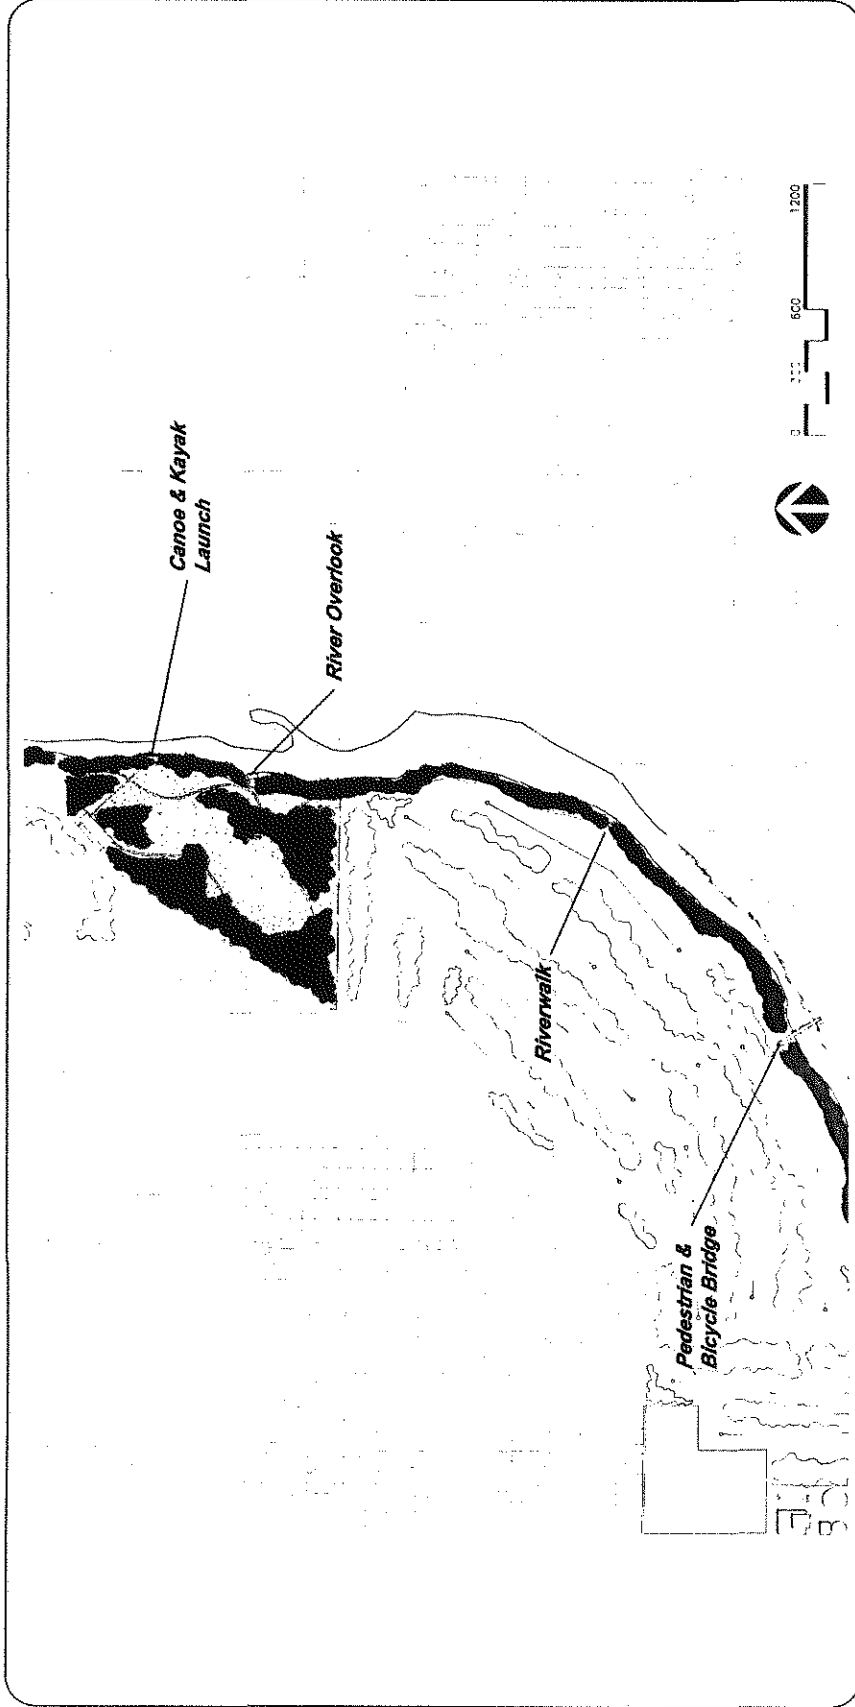 Canoe & Kayak
Launch
River Overlook
Riverwalk
Pedestrian &
Bicycle Bridge
0
600
1200